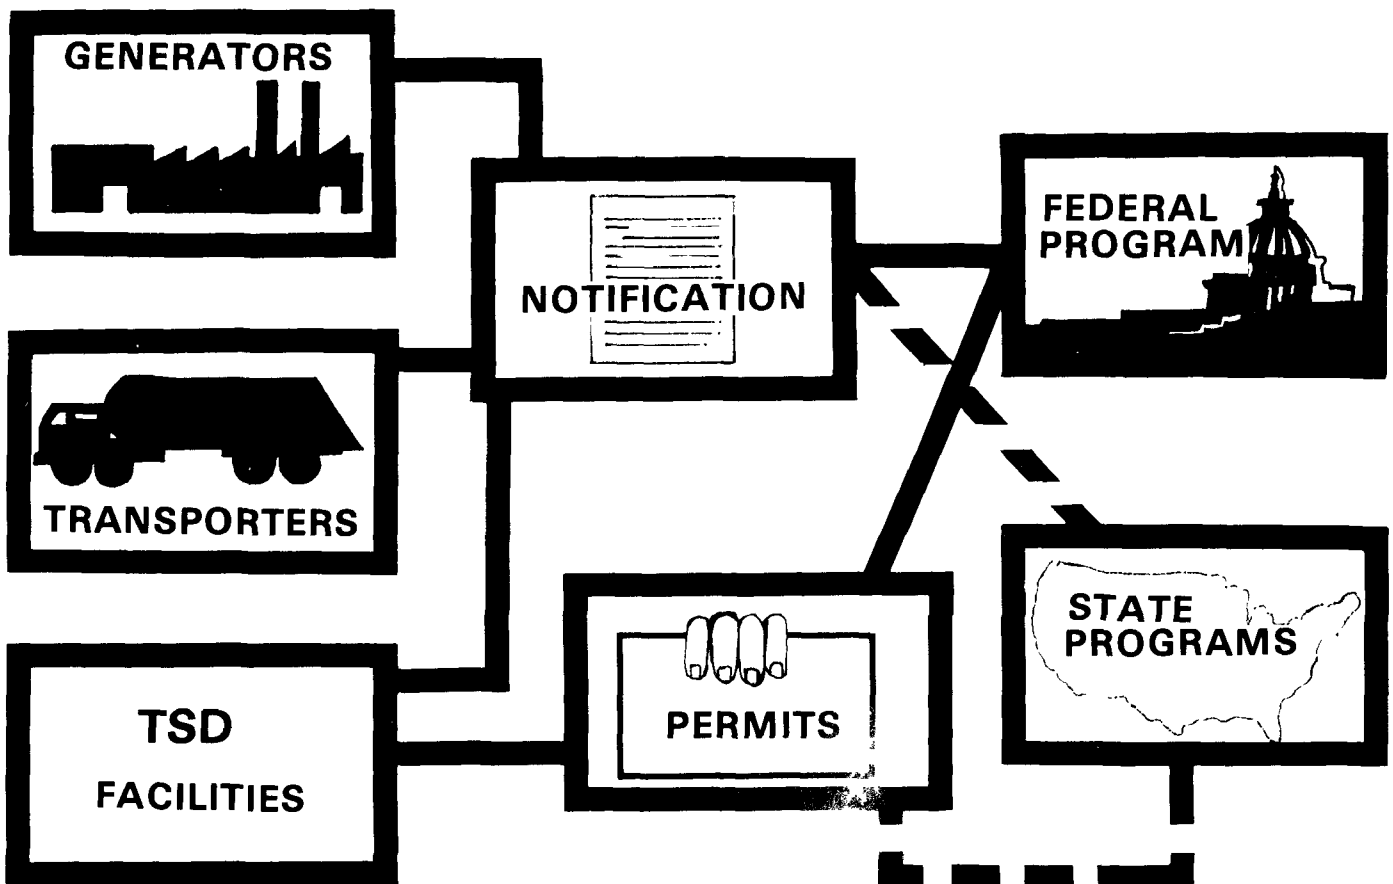 GENERATORS
NOTIFICATION
FEDERAL
PROGRAM
TRANSPORTERS
STATE
PROGRAMS
TSD
FACILITIES
PERMITS